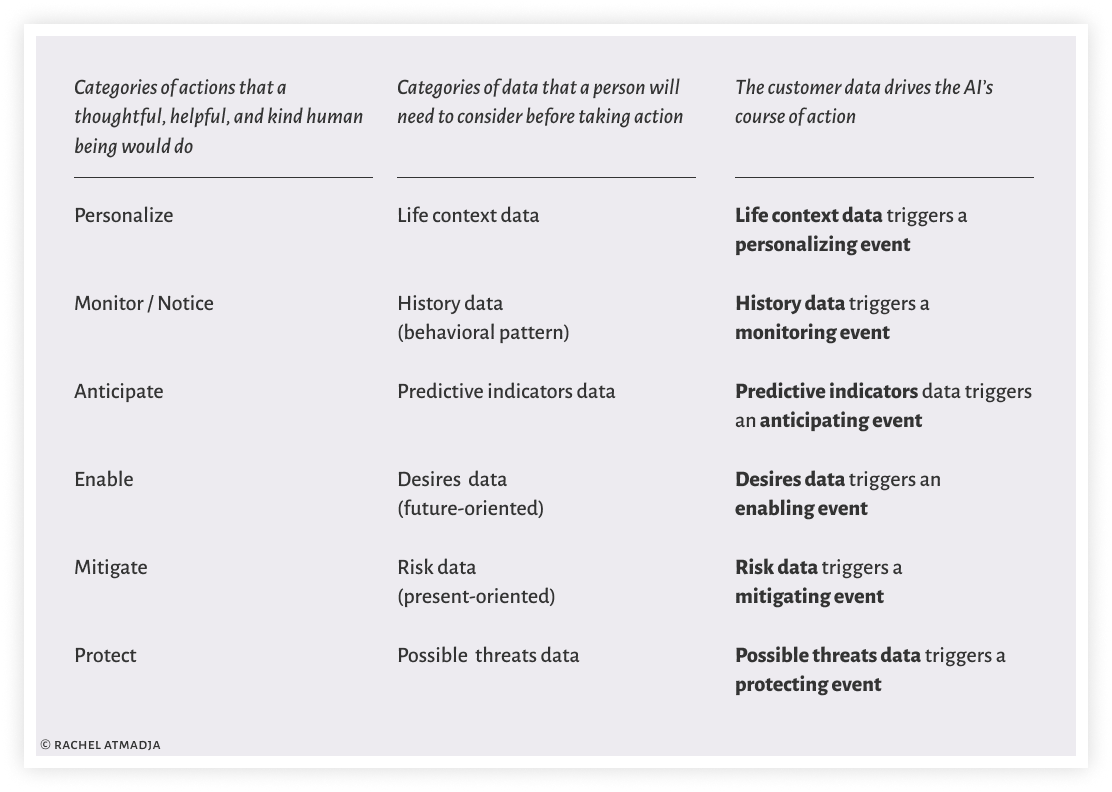 Categories of actions that a
thoughtful, helpful, and kind human
being would do
Categories of data that a person will
need to consider before taking action
The customer data drives the AI's
course of action
Personalize
Life context data
Life context data triggers a
personalizing event
Monitor / Notice
History data
(behavioral pattern)
History data triggers a
monitoring event
Anticipate
Predictive indicators data
Predictive indicators data triggers
an anticipating event
Enable
Desires data
(future-oriented)
Desires data triggers an
enabling event
Mitigate
Risk data
(present-oriented)
Risk data triggers a
mitigating event
Protect
Possible threats data
Possible threats data triggers a
protecting event
© RACHEL ATMADJA